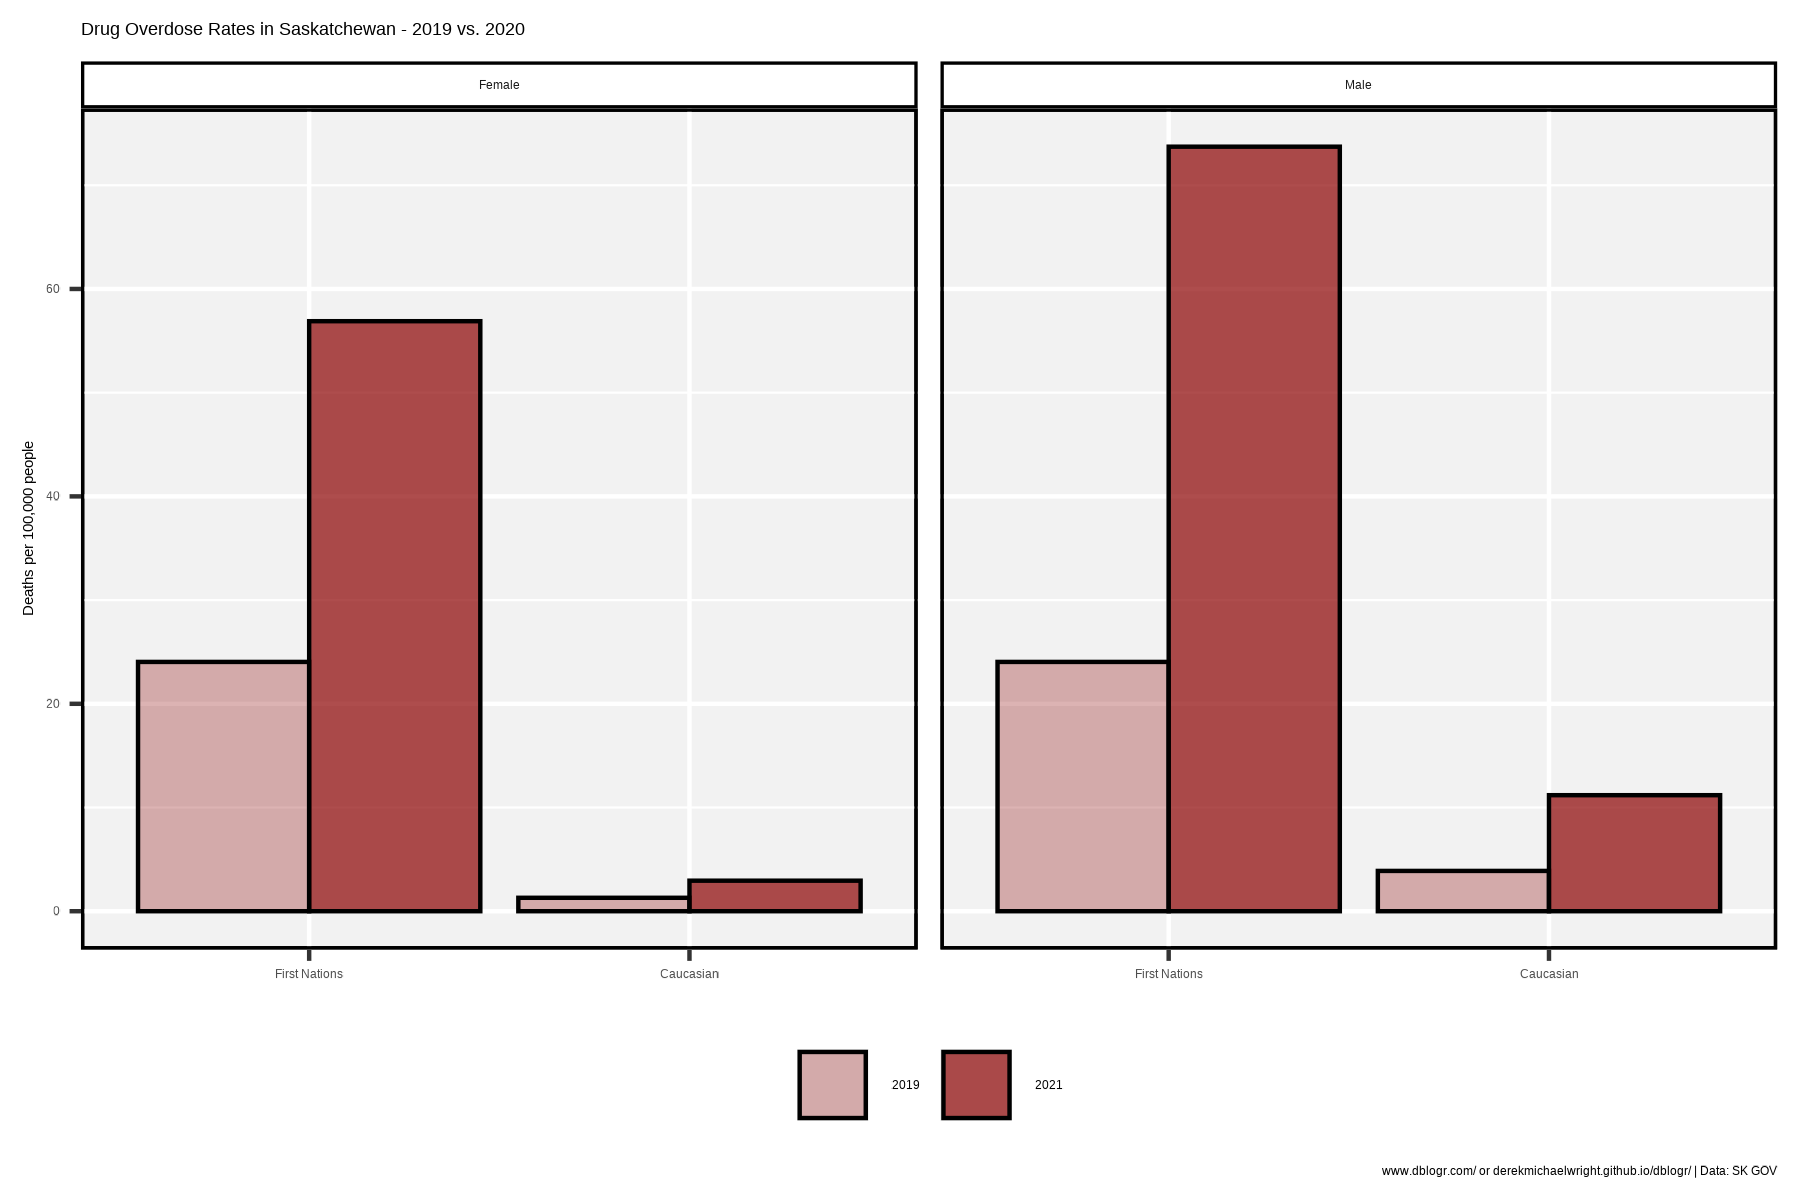 Drug Overdose Rates in Saskatchewan - 2019 vs. 2020
Female
Male
Deaths per 100,000 people
60
40
20
0
First Nations
Caucasian
First Nations
Caucasian
2019
2021
www.dblogr.com/ or derekmichaelwright.github.io/dblogr/ | Data: SK GOV